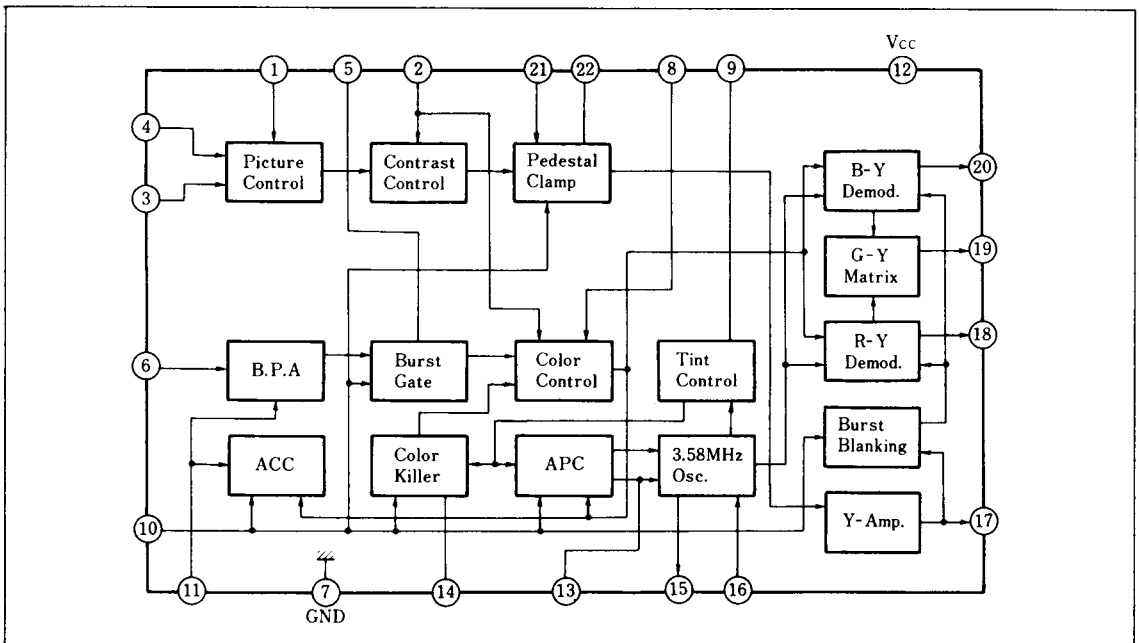 VCC
1
5
2
21
22
8
9
12
4
3
Picture
Control
Contrast
Control
Pedestal
Clamp
B-Y
Demod.
20
G-Y
Matrix
19
6
B.P.A
Burst
Gate
Color
Control
Tint
Control
R-Y
Demod.
18
ACC
Color
Killer
APC
3.58MHz
Osc.
Burst
Blanking
10
Y-Amp.
17
11
7
14
13
15
16
GND